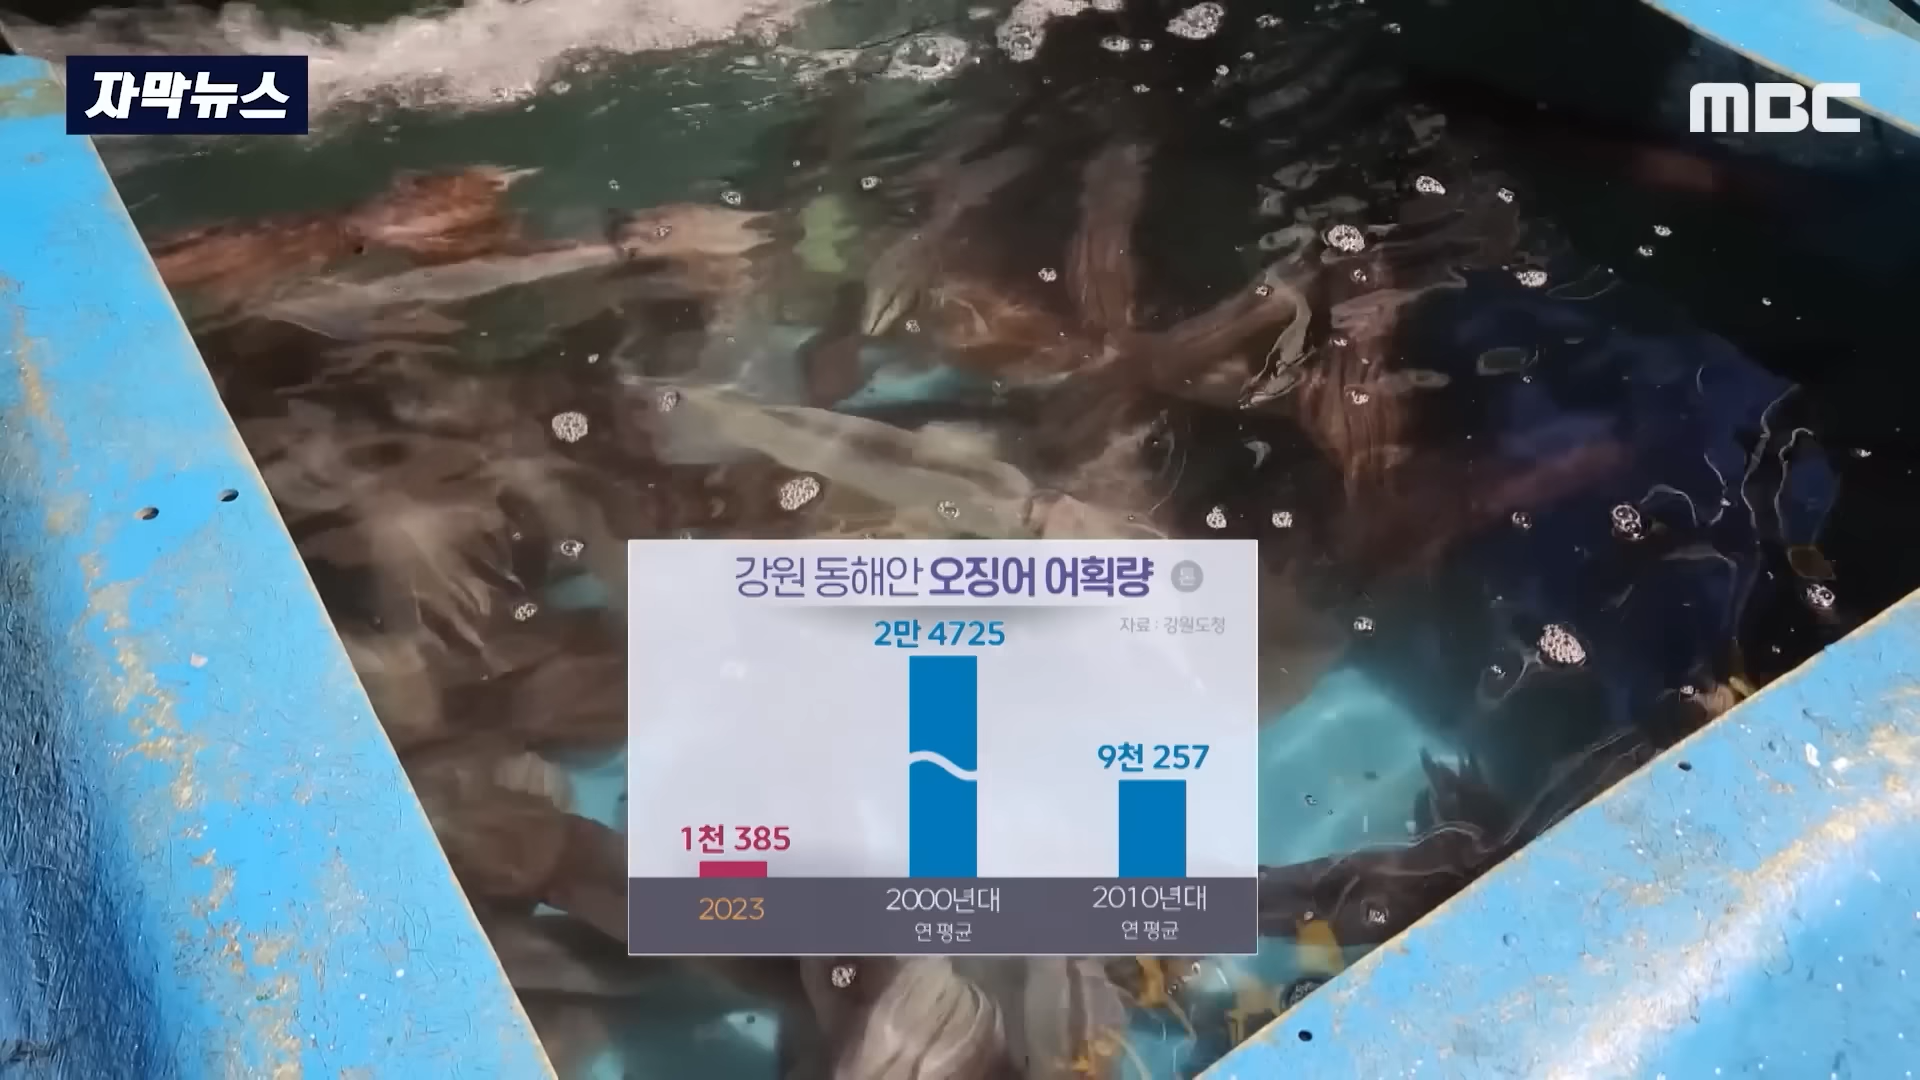 자막뉴스
MBC
강원 동해안 오징어 어획량 톤
자료 : 강원도청
2만 4725
9천 257
1천 385
2023
2000년대
연 평균
2010년대
연 평균